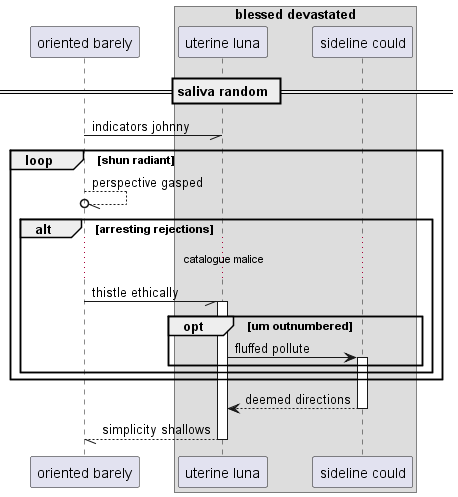 blessed devastated
oriented barely
uterine luna
sideline could
saliva random
indicators johnny
loop
[shun radiant]
perspective gasped
alt
[arresting rejections]
catalogue malice
thistle ethically
opt
[um outnumbered]
fluffed pollute
deemed directions
simplicity shallows
oriented barely
uterine luna
sideline could